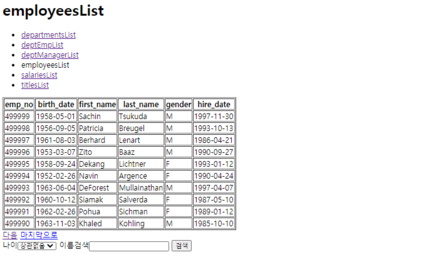 employeesList
departmentsList
deptEmpList
deptManagerList
employeesList
salariesList
titlesList
emp_no birth_date first_name last_name gender hire_date
499999 1958-05-01 Sachin Tsukuda M 1997-11-30
499998 1956-09-05 Patricia Breugel M 1993-10-13
499997 1961-08-03 Berhard Lenart M 1986-04-21
499996 1953-03-07 Zito Baaz M 1990-09-27
499995 1958-09-24 Dekang Lichtner F 1993-01-12
499994 1952-02-26 Navin Argence F 1990-04-24
499993 1963-06-04 DeForest Mullainathan M 1997-04-07
499992 1960-10-12 Siamak Salverda F 1987-05-10
499991 1962-02-26 Pohua Sichman F 1989-01-12
499990 1963-11-03 Khaled Kohling M 1985-10-10
다음 마지막으로
나이 상관없음 이름검색 검색